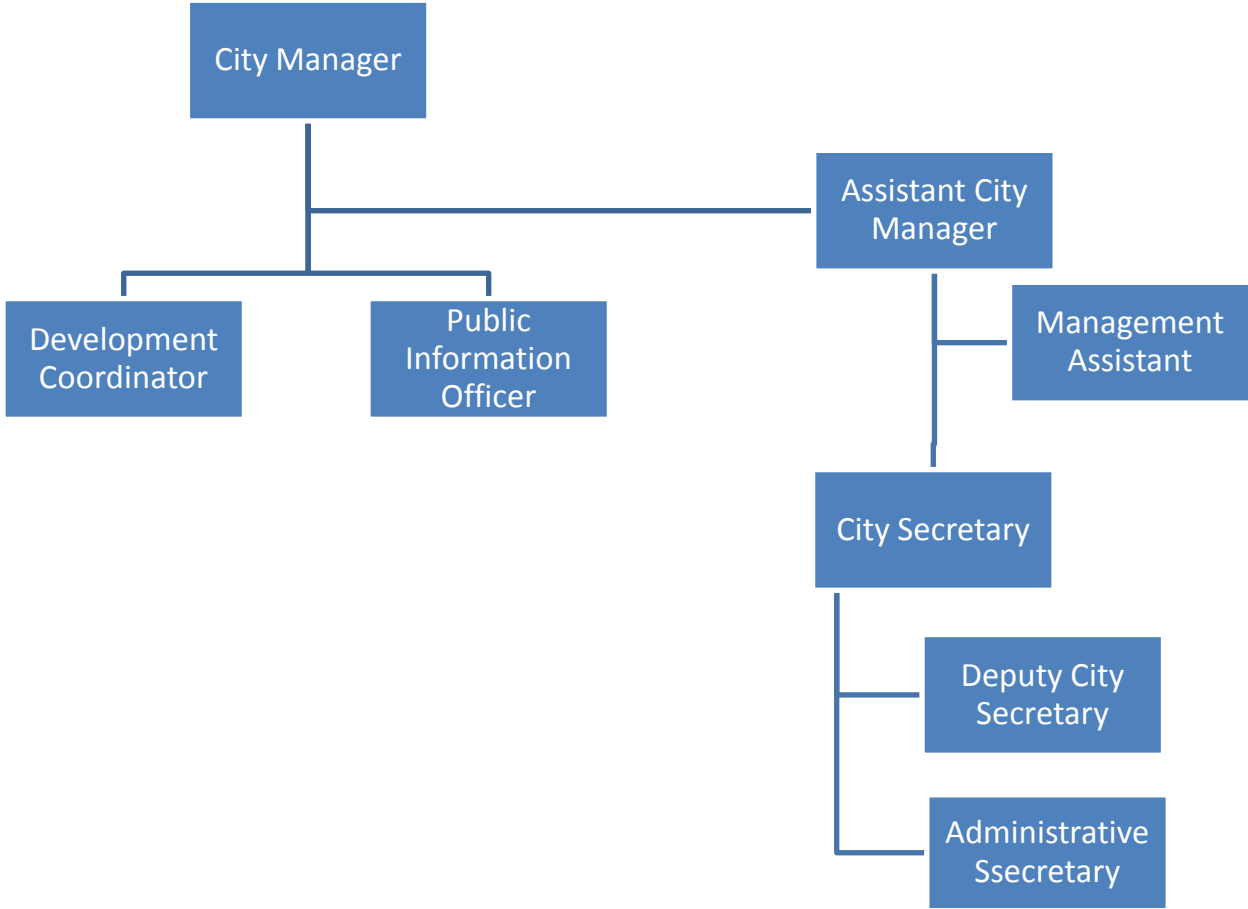 City Manager
Assistant City
Manager
Development
Coordinator
Public
Information
Officer
Management
Assistant
City Secretary
Deputy City
Secretary
Administrative
Ssecretary